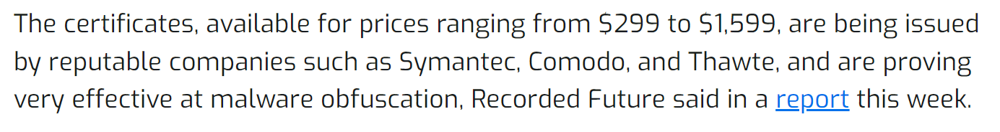 The certificates, available for prices ranging from $299 to $1,599, are being issued
by reputable companies such as Symantec, Comodo, and Thawte, and are proving
very effective at malware obfuscation, Recorded Future said in a report this week.